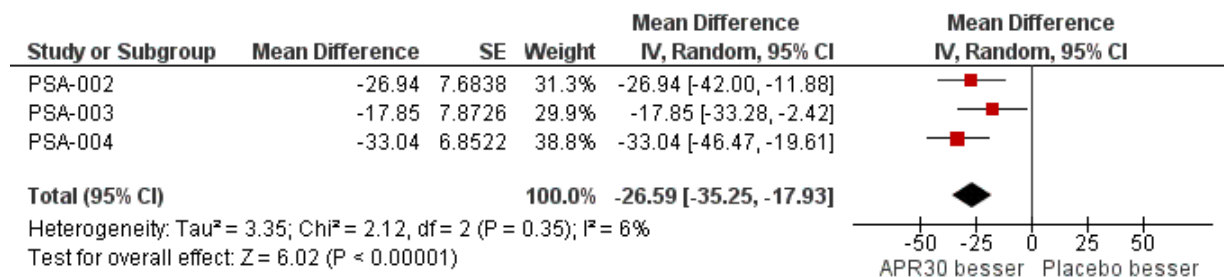 Mean Difference Mean Difference
Study or Subgroup Mean Difference SE Weight IV, Random, 95% CI IV, Random, 95% CI
PSA-002 -26.94 7.6838 31.3% -26.94 [-42.00, -11.88]
PSA-003 -17.85 7.8726 29.9% -17.85 [-33.28, -2.42]
PSA-004 -33.04 6.8522 38.8% -33.04 [-46.47, -19.61]
Total (95% CI) 100.0% -26.59 [-35.25, -17.93]
Heterogeneity: Tau² = 3.35; Chi² = 2.12, df = 2 (P = 0.35); I² = 6%
Test for overall effect: Z = 6.02 (P < 0.00001)
-50 -25 0 25 50
APR30 besser Placebo besser